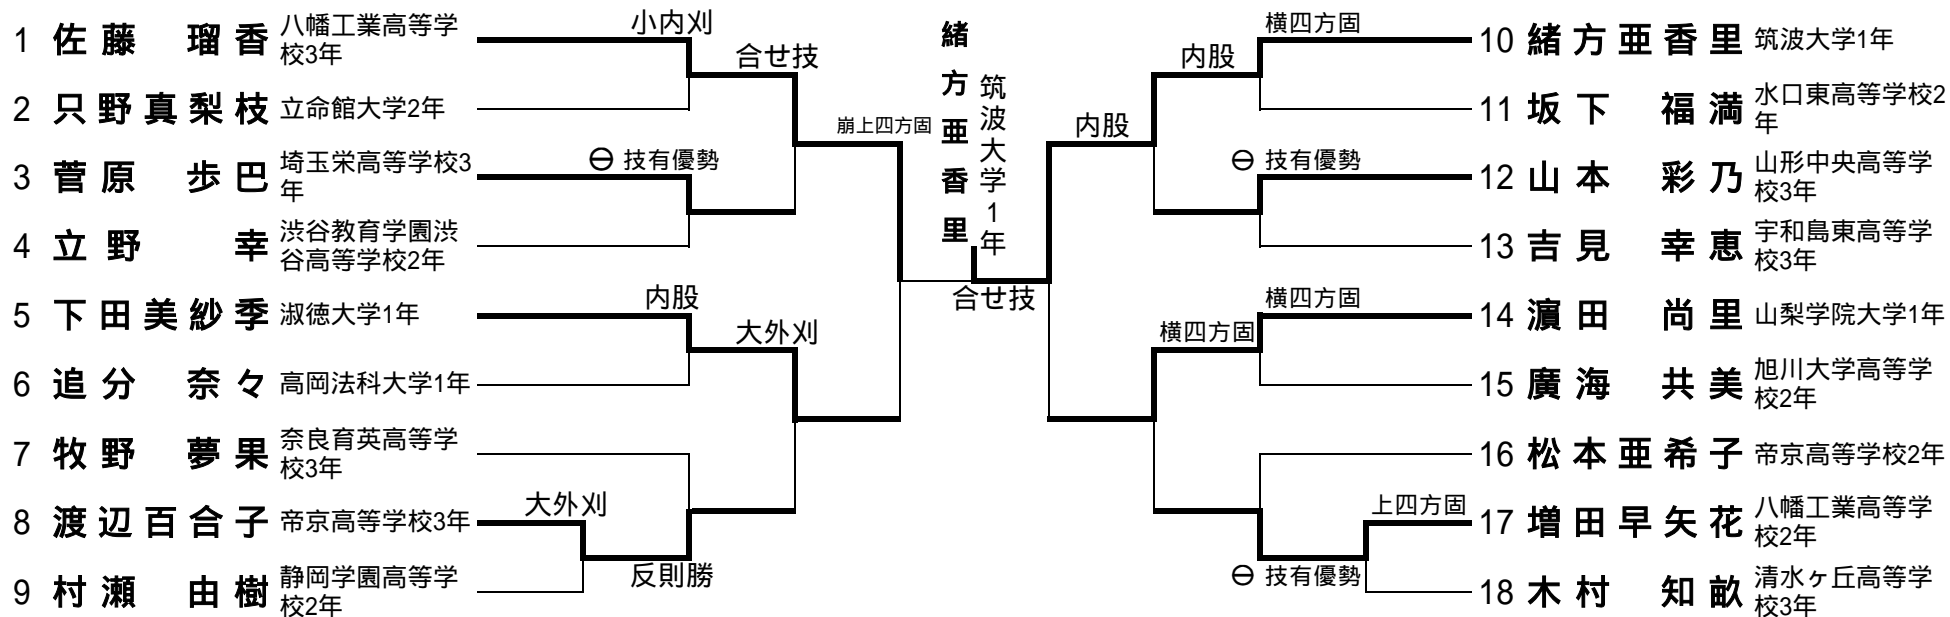 1 佐藤 瑠香 八幡工業高等学
校3年
2 只野真梨枝 立命館大学2年
3 菅原 歩巴 埼玉栄高等学校3
年
4 立野 幸 渋谷教育学園渋
谷高等学校2年
5 下田美紗季 淑徳大学1年
6 追分 奈々 高岡法科大学1年
7 牧野 夢果 奈良育英高等学
校3年
8 渡辺百合子 帝京高等学校3年
9 村瀬 由樹 静岡学園高等学
校2年
小内刈
合せ技
⊖ 技有優勢
崩上四方固
内股
大外刈
大外刈
反則勝
緒方亜香里
筑波大学1年
合せ技
横四方固
内股
内股
⊖ 技有優勢
横四方固
横四方固
上四方固
⊖ 技有優勢
10 緒方亜香里 筑波大学1年
11 坂下 福満 水口東高等学校2
年
12 山本 彩乃 山形中央高等学
校3年
13 吉見 幸恵 宇和島東高等学
校3年
14 濵田 尚里 山梨学院大学1年
15 廣海 共美 旭川大学高等学
校2年
16 松本亜希子 帝京高等学校2年
17 増田早矢花 八幡工業高等学
校2年
18 木村 知畝 清水ヶ丘高等学
校3年